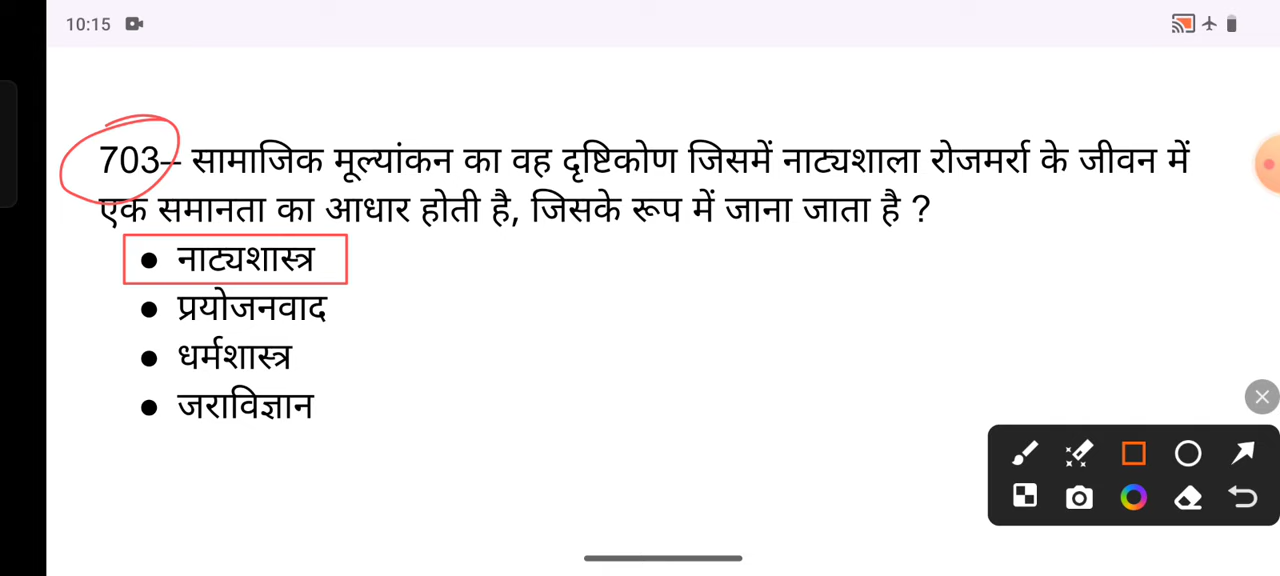 10:15
703– सामाजिक मूल्यांकन का वह दृष्टिकोण जिसमें नाट्यशाला रोजमर्रा के जीवन में
एक समानता का आधार होती है, जिसके रूप में जाना जाता है ?
● नाट्यशास्त्र
● प्रयोजनवाद
● धर्मशास्त्र
● जराविज्ञान